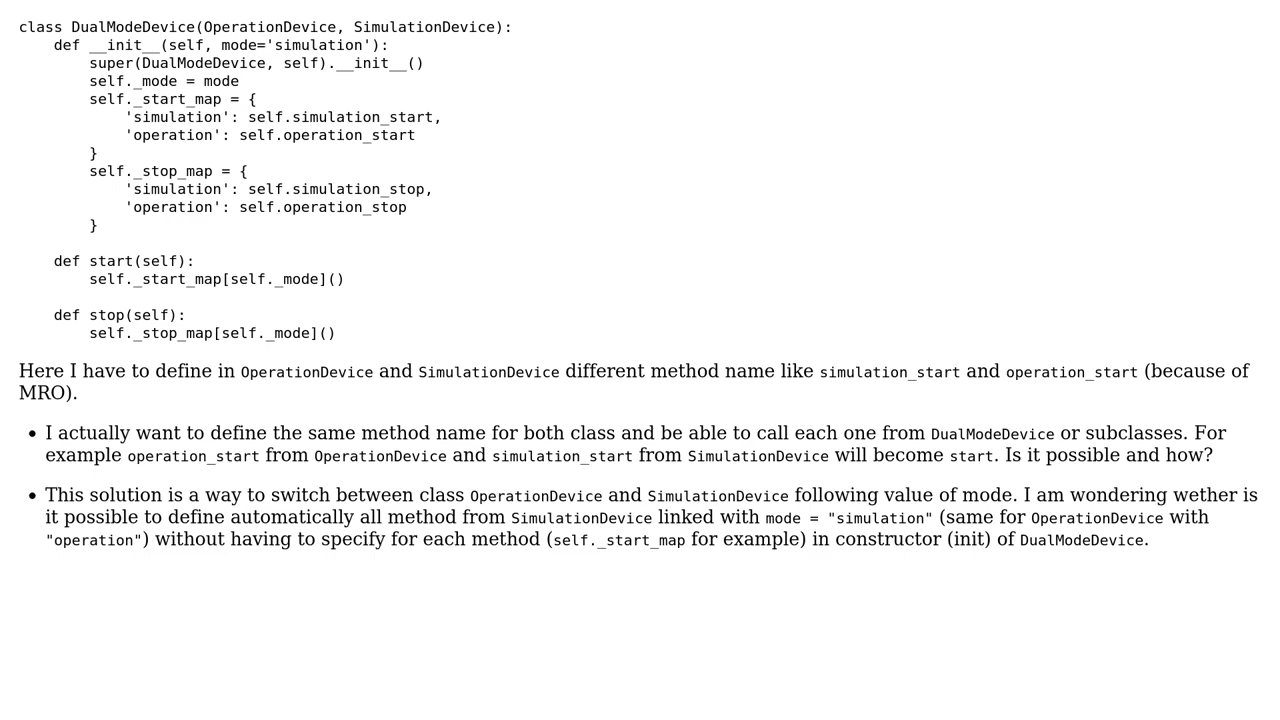 class DualModeDevice(OperationDevice, SimulationDevice):
    def __init__(self, mode='simulation'):
        super(DualModeDevice, self).__init__()
        self._mode = mode
        self._start_map = {
            'simulation': self.simulation_start,
            'operation': self.operation_start
        }
        self._stop_map = {
            'simulation': self.simulation_stop,
            'operation': self.operation_stop
        }

    def start(self):
        self._start_map[self._mode]()

    def stop(self):
        self._stop_map[self._mode]()

Here I have to define in OperationDevice and SimulationDevice different method name like simulation_start and operation_start (because of
MRO).

• I actually want to define the same method name for both class and be able to call each one from DualModeDevice or subclasses. For
example operation_start from OperationDevice and simulation_start from SimulationDevice will become start. Is it possible and how?

• This solution is a way to switch between class OperationDevice and SimulationDevice following value of mode. I am wondering wether is
it possible to define automatically all method from SimulationDevice linked with mode = "simulation" (same for OperationDevice with
"operation") without having to specify for each method (self._start_map for example) in constructor (init) of DualModeDevice.